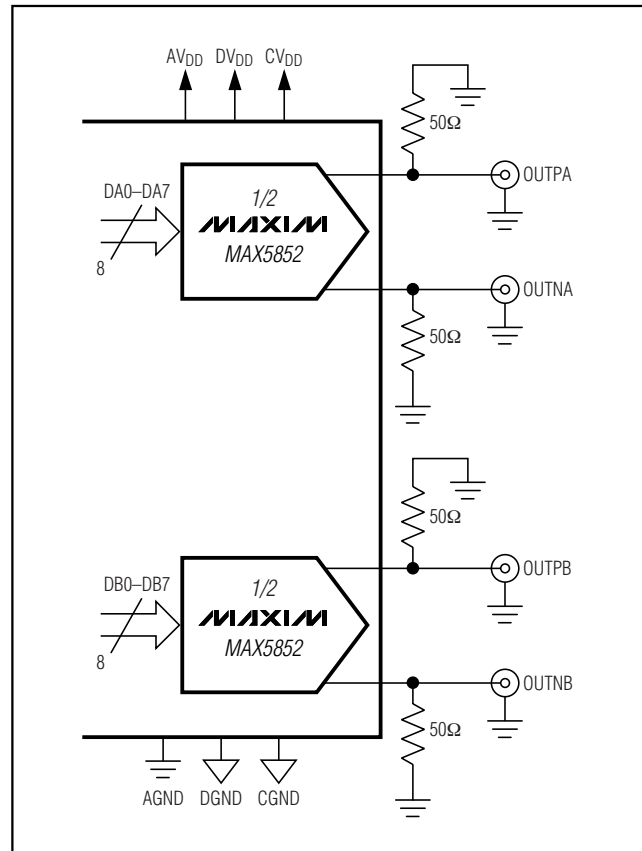 AVDD DVDD CVDD
50Ω
DA0–DA7
1/2
MAXIM
MAX5852
8
OUTPA
OUTNA
50Ω
50Ω
DB0–DB7
1/2
MAXIM
MAX5852
8
OUTPB
OUTNB
50Ω
AGND DGND CGND